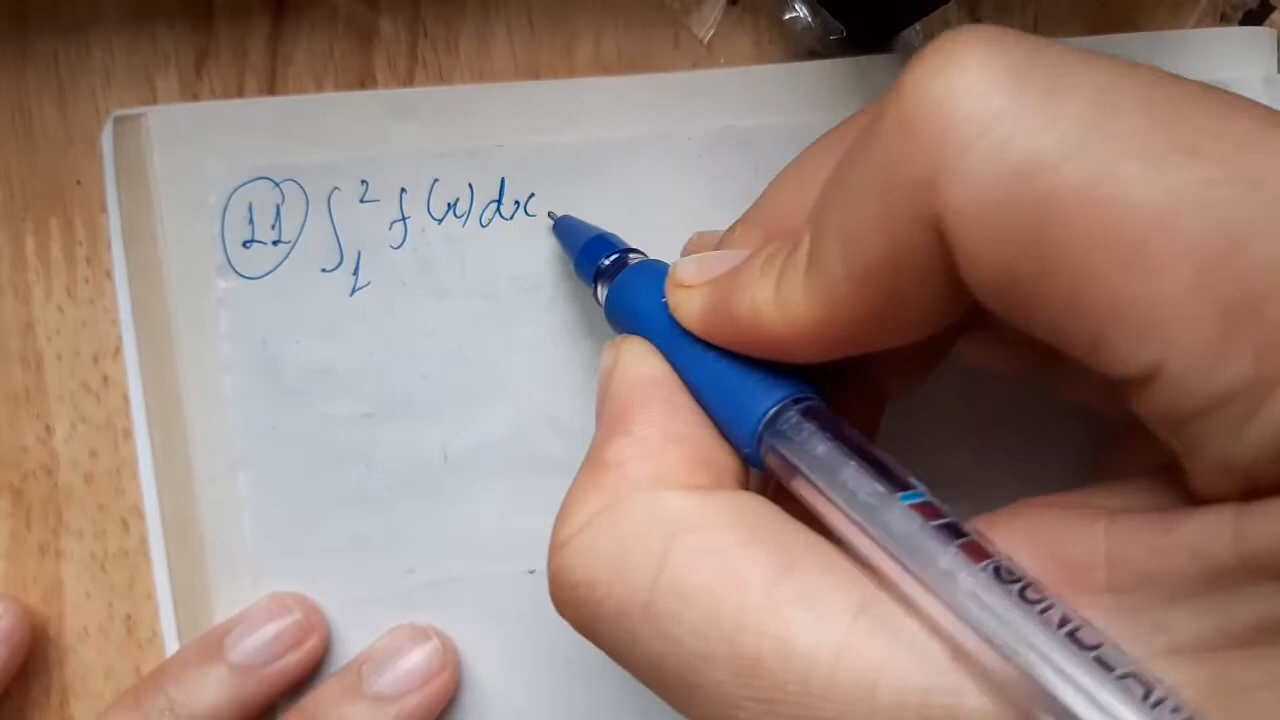 ⑪ ∫₁² f(x) dx